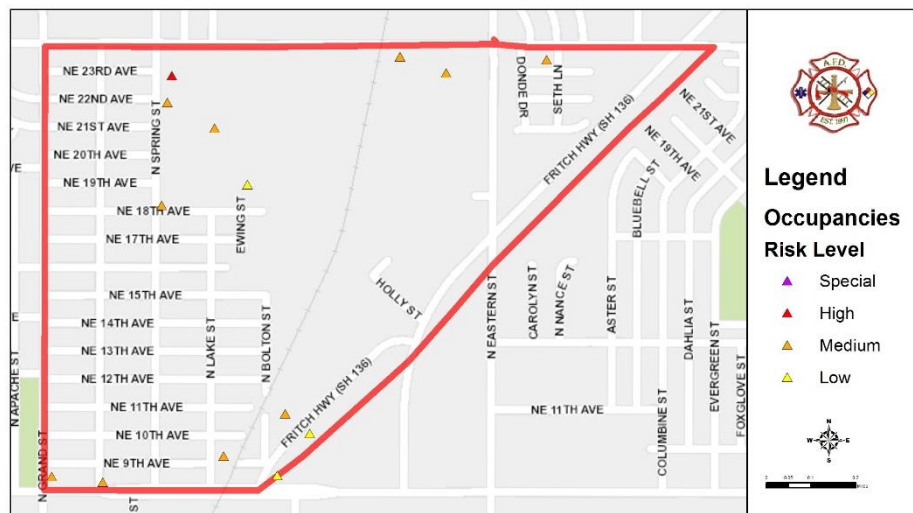 NE 23RD AVE
NE 22ND AVE
NE 21ST AVE
NE 20TH AVE
NE 19TH AVE
NE 18TH AVE
NE 17TH AVE
NE 15TH AVE
NE 14TH AVE
NE 13TH AVE
NE 12TH AVE
NE 11TH AVE
NE 10TH AVE
NE 9TH AVE
N APACHE ST
N GRAND ST
ST
N SPRING ST
N LAKE ST
EWING ST
N BOLTON ST
HOLLY ST
FRITCH HWY (SH 136)
FRITCH HWY (SH 136)
N EASTERN ST
DONDE DR
SETH LN
CAROLYN ST
N NANCE ST
ASTER ST
BLUEBELL ST
NE 19TH AVE
NE 21ST AVE
NE 11TH AVE
COLUMBINE ST
DAHLIA ST
EVERGREEN ST
FOXGLOVE ST
VE
E
A.F.D.
EST. 1897
Legend
Occupancies
Risk Level
Special
High
Medium
Low
N
W
E
S